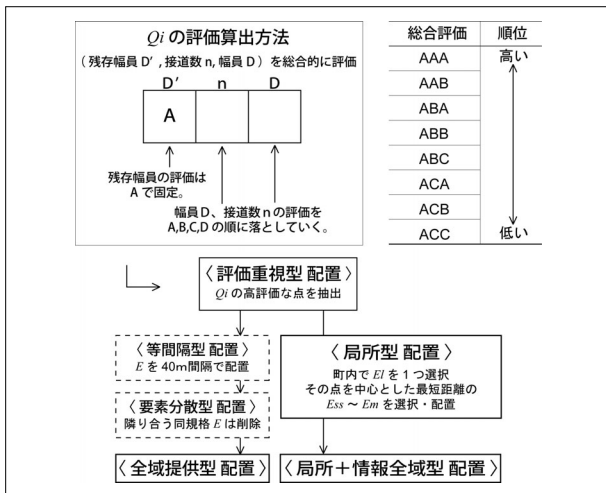 Qi の評価算出方法
( 残存幅員 D′ , 接道数 n, 幅員 D ) を総合的に評価
D′ n D
A
残存幅員の評価は
A で固定。
幅員 D、接道数 n の評価を
A,B,C,D の順に落としていく。
総合評価 順位
AAA 高い
AAB
ABA
ABB
ABC
ACA
ACB
ACC 低い
〈 評価重視型 配置 〉
Qi の高評価な点を抽出
〈 等間隔型 配置 〉
E を 40m 間隔で配置
〈 要素分散型 配置 〉
隣り合う同規格 E は削除
〈 全域提供型 配置 〉
〈 局所型 配置 〉
町内で El を 1 つ選択
その点を中心とした最短距離の
Ess ～ Em を選択・配置
〈 局所＋情報全域型 配置 〉